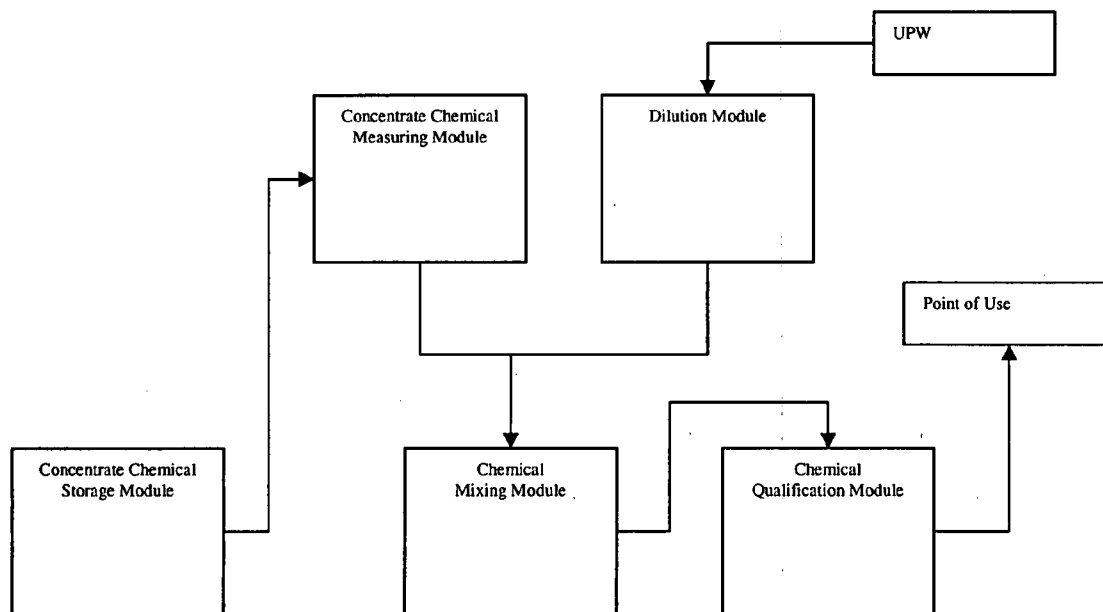 UPW
Concentrate Chemical
Measuring Module
Dilution Module
Point of Use
Concentrate Chemical
Storage Module
Chemical
Mixing Module
Chemical
Qualification Module